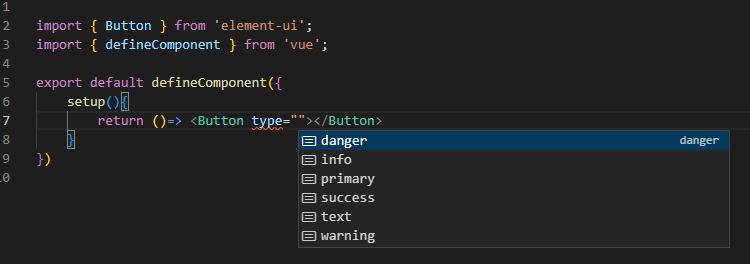 1
2 import { Button } from 'element-ui';
3 import { defineComponent } from 'vue';
4
5 export default defineComponent({
6     setup(){
7         return ()=> <Button type=""></Button>
8     }
9 })
10
danger danger
info
primary
success
text
warning